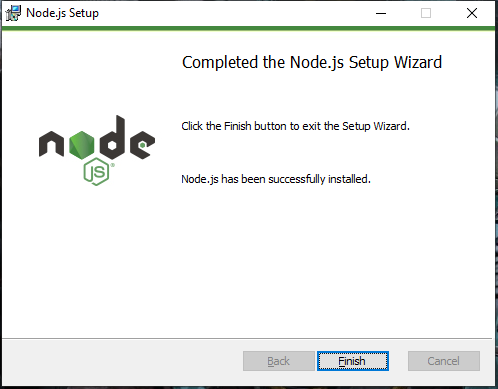 Node.js Setup
Completed the Node.js Setup Wizard
Click the Finish button to exit the Setup Wizard.
node
JS
Node.js has been successfully installed.
Back
Finish
Cancel